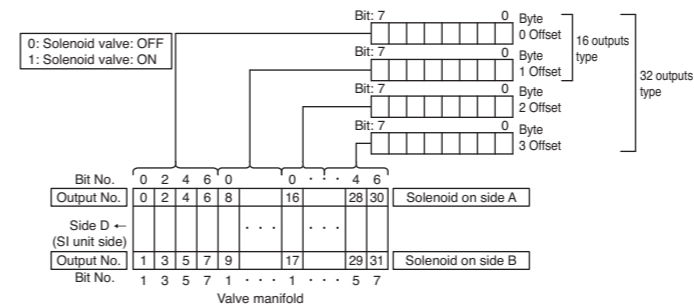 Bit: 7 0 Byte
0 Offset
0: Solenoid valve: OFF
1: Solenoid valve: ON
16 outputs
type
Bit: 7 0 Byte
1 Offset
32 outputs
type
Bit: 7 0 Byte
2 Offset
Bit: 7 0 Byte
3 Offset
Bit No. 0 2 4 6 0 0 · · · 4 6
Output No. 0 2 4 6 8 16 28 30 Solenoid on side A
Side D ←
(SI unit side)
· · · · · ·
Output No. 1 3 5 7 9 17 29 31 Solenoid on side B
Bit No. 1 3 5 7 1 · · · 1 · · · 5 7
Valve manifold